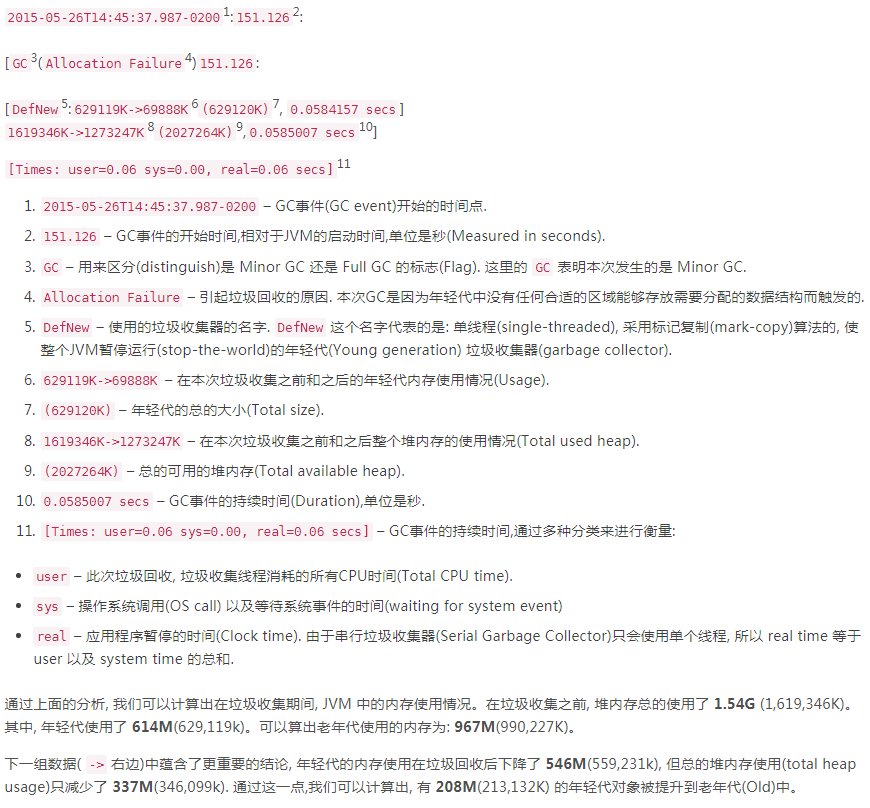 2015-05-26T14:45:37.987-0200 1:151.126 2:
[GC 3(Allocation Failure 4)151.126:
[DefNew 5:629119K->69888K 6(629120K) 7, 0.0584157 secs]
1619346K->1273247K 8(2027264K) 9,0.0585007 secs 10]
[Times: user=0.06 sys=0.00, real=0.06 secs] 11
1. 2015-05-26T14:45:37.987-0200 – GC事件(GC event)开始的时间点.
2. 151.126 – GC事件的开始时间,相对于JVM的启动时间,单位是秒(Measured in seconds).
3. GC – 用来区分(distinguish)是 Minor GC 还是 Full GC 的标志(Flag). 这里的 GC 表明本次发生的是 Minor GC.
4. Allocation Failure – 引起垃圾回收的原因. 本次GC是因为年轻代中没有任何合适的区域能够存放需要分配的数据结构而触发的.
5. DefNew – 使用的垃圾收集器的名字. DefNew 这个名字代表的是: 单线程(single-threaded), 采用标记复制(mark-copy)算法的, 使
整个JVM暂停运行(stop-the-world)的年轻代(Young generation) 垃圾收集器(garbage collector).
6. 629119K->69888K – 在本次垃圾收集之前和之后的年轻代内存使用情况(Usage).
7. (629120K) – 年轻代的总的大小(Total size).
8. 1619346K->1273247K – 在本次垃圾收集之前和之后整个堆内存的使用情况(Total used heap).
9. (2027264K) – 总的可用的堆内存(Total available heap).
10. 0.0585007 secs – GC事件的持续时间(Duration),单位是秒.
11. [Times: user=0.06 sys=0.00, real=0.06 secs] – GC事件的持续时间,通过多种分类来进行衡量:
• user – 此次垃圾回收, 垃圾收集线程消耗的所有CPU时间(Total CPU time).
• sys – 操作系统调用(OS call) 以及等待系统事件的时间(waiting for system event)
• real – 应用程序暂停的时间(Clock time). 由于串行垃圾收集器(Serial Garbage Collector)只会使用单个线程, 所以 real time 等于
user 以及 system time 的总和.
通过上面的分析, 我们可以计算出在垃圾收集期间, JVM 中的内存使用情况。在垃圾收集之前, 堆内存总的使用了 1.54G (1,619,346K)。
其中, 年轻代使用了 614M(629,119k)。可以算出老年代使用的内存为: 967M(990,227K)。
下一组数据( -> 右边)中蕴含了更重要的结论, 年轻代的内存使用在垃圾回收后下降了 546M(559,231k), 但总的堆内存使用(total heap
usage)只减少了 337M(346,099k). 通过这一点,我们可以计算出, 有 208M(213,132K) 的年轻代对象被提升到老年代(Old)中。